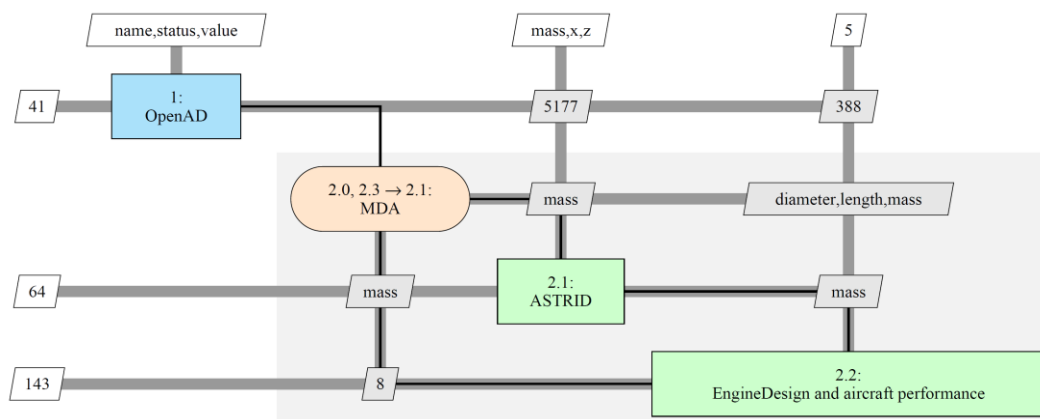 name,status,value
mass,x,z
5
41
1:
OpenAD
5177
388
2.0, 2.3 → 2.1:
MDA
mass
diameter,length,mass
64
mass
2.1:
ASTRID
mass
143
8
2.2:
EngineDesign and aircraft performance